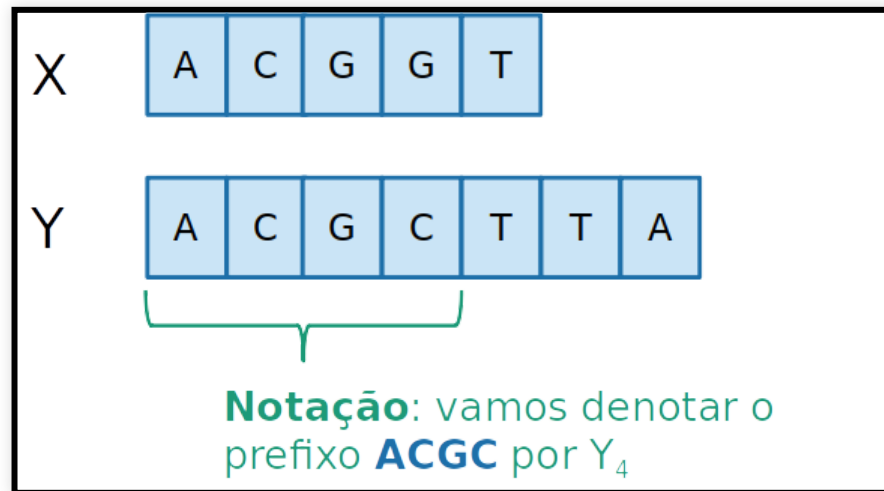 X A C G G T
Y A C G C T T A
Notação: vamos denotar o
prefixo ACGC por Y₄